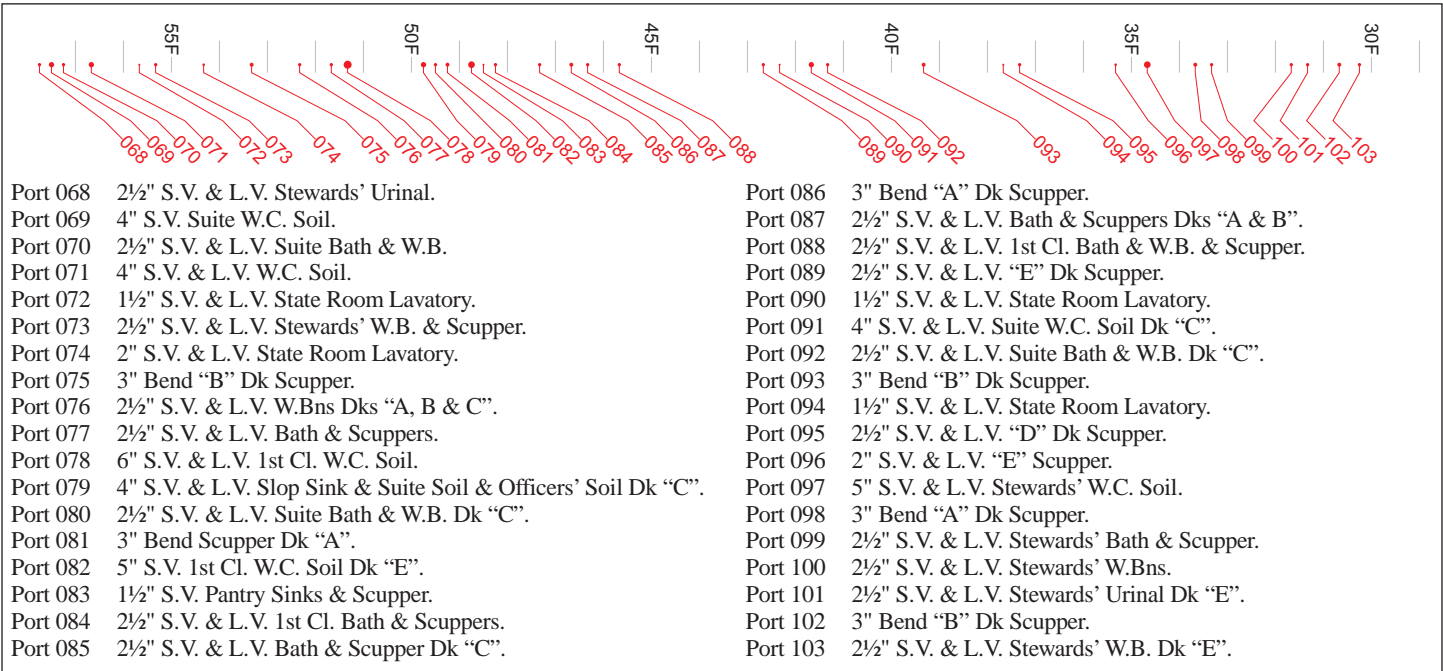 55F 50F 45F 40F 35F 30F
068 069 070 071 072 073 074 075 076 077 078 079 080 081 082 083 084 085 086 087 088 089 090 091 092 093 094 095 096 097 098 099 100 101 102 103
Port 068 2½" S.V. & L.V. Stewards’ Urinal.
Port 069 4" S.V. Suite W.C. Soil.
Port 070 2½" S.V. & L.V. Suite Bath & W.B.
Port 071 4" S.V. & L.V. W.C. Soil.
Port 072 1½" S.V. & L.V. State Room Lavatory.
Port 073 2½" S.V. & L.V. Stewards’ W.B. & Scupper.
Port 074 2" S.V. & L.V. State Room Lavatory.
Port 075 3" Bend “B” Dk Scupper.
Port 076 2½" S.V. & L.V. W.Bns Dks “A, B & C”.
Port 077 2½" S.V. & L.V. Bath & Scuppers.
Port 078 6" S.V. & L.V. 1st Cl. W.C. Soil.
Port 079 4" S.V. & L.V. Slop Sink & Suite Soil & Officers’ Soil Dk “C”.
Port 080 2½" S.V. & L.V. Suite Bath & W.B. Dk “C”.
Port 081 3" Bend Scupper Dk “A”.
Port 082 5" S.V. 1st Cl. W.C. Soil Dk “E”.
Port 083 1½" S.V. Pantry Sinks & Scupper.
Port 084 2½" S.V. & L.V. 1st Cl. Bath & Scuppers.
Port 085 2½" S.V. & L.V. Bath & Scupper Dk “C”.
Port 086 3" Bend “A” Dk Scupper.
Port 087 2½" S.V. & L.V. Bath & Scuppers Dks “A & B”.
Port 088 2½" S.V. & L.V. 1st Cl. Bath & W.B. & Scupper.
Port 089 2½" S.V. & L.V. “E” Dk Scupper.
Port 090 1½" S.V. & L.V. State Room Lavatory.
Port 091 4" S.V. & L.V. Suite W.C. Soil Dk “C”.
Port 092 2½" S.V. & L.V. Suite Bath & W.B. Dk “C”.
Port 093 3" Bend “B” Dk Scupper.
Port 094 1½" S.V. & L.V. State Room Lavatory.
Port 095 2½" S.V. & L.V. “D” Dk Scupper.
Port 096 2" S.V. & L.V. “E” Scupper.
Port 097 5" S.V. & L.V. Stewards’ W.C. Soil.
Port 098 3" Bend “A” Dk Scupper.
Port 099 2½" S.V. & L.V. Stewards’ Bath & Scupper.
Port 100 2½" S.V. & L.V. Stewards’ W.Bns.
Port 101 2½" S.V. & L.V. Stewards’ Urinal Dk “E”.
Port 102 3" Bend “B” Dk Scupper.
Port 103 2½" S.V. & L.V. Stewards’ W.B. Dk “E”.